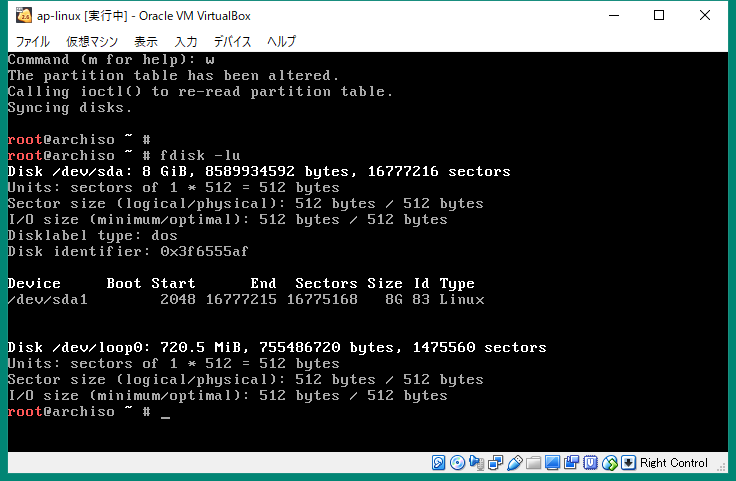 ap-linux [実行中] - Oracle VM VirtualBox
ファイル 仮想マシン 表示 入力 デバイス ヘルプ
Command (m for help): w
The partition table has been altered.
Calling ioctl() to re-read partition table.
Syncing disks.
root@archiso ~ #
root@archiso ~ # fdisk -lu
Disk /dev/sda: 8 GiB, 8589934592 bytes, 16777216 sectors
Units: sectors of 1 * 512 = 512 bytes
Sector size (logical/physical): 512 bytes / 512 bytes
I/O size (minimum/optimal): 512 bytes / 512 bytes
Disklabel type: dos
Disk identifier: 0x3f6555af
Device Boot Start End Sectors Size Id Type
/dev/sda1 2048 16777215 16775168 8G 83 Linux
Disk /dev/loop0: 720.5 MiB, 755486720 bytes, 1475560 sectors
Units: sectors of 1 * 512 = 512 bytes
Sector size (logical/physical): 512 bytes / 512 bytes
I/O size (minimum/optimal): 512 bytes / 512 bytes
root@archiso ~ # _
Right Control